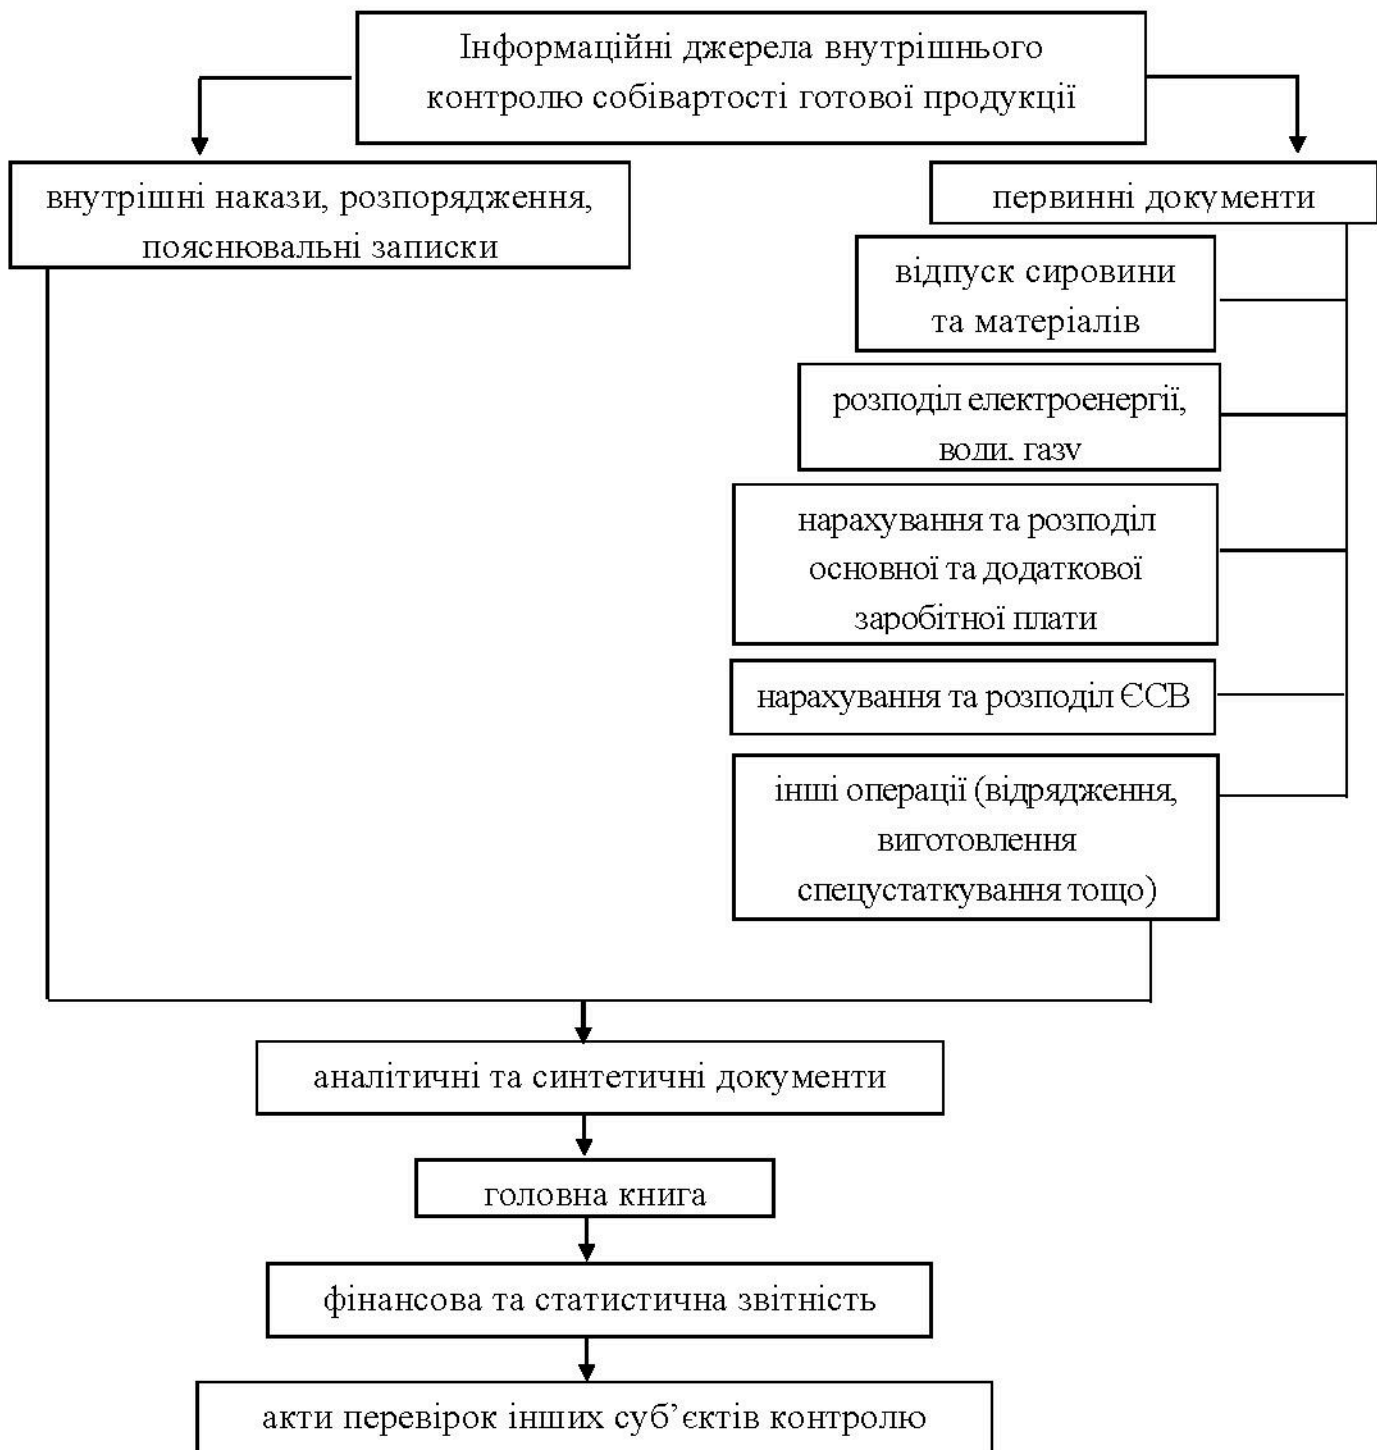 Інформаційні джерела внутрішнього
контролю собівартості готової продукції
внутрішні накази, розпорядження,
пояснювальні записки
первинні документи
відпуск сировини
та матеріалів
розподіл електроенергії,
води, газу
нарахування та розподіл
основної та додаткової
заробітної плати
нарахування та розподіл ЄСВ
інші операції (відрядження,
виготовлення
спецустаткування тощо)
аналітичні та синтетичні документи
головна книга
фінансова та статистична звітність
акти перевірок інших суб’єктів контролю